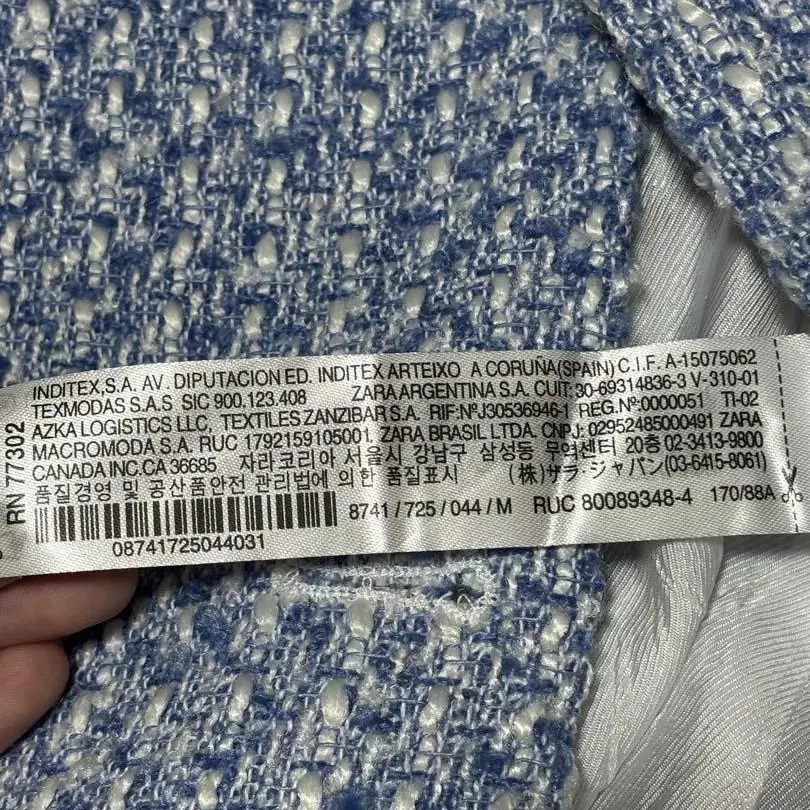 RN 77302
INDITEX,S.A. AV. DIPUTACION ED. INDITEX ARTEIXO A CORUÑA(SPAIN) C.I.F. A-15075062
TEXMODAS S.A.S SIC 900.123.408 ZARA ARGENTINA S.A. CUIT: 30-69314836-3 V-310-01
AZKA LOGISTICS LLC, TEXTILES ZANZIBAR S.A. RIF:NºJ30536946-1 REG.Nº:0000051 TI-02
MACROMODA S.A. RUC 1792159105001, ZARA BRASIL LTDA. CNPJ: 02952485000491 ZARA
CANADA INC.CA 36685 자라코리아 서울시 강남구 삼성동 무역센터 20층 02-3413-9800
품질경영 및 공산품안전 관리법에 의한 품질표시 (株)ザラ・ジャパン(03-6415-8061)
8741 / 725 / 044 / M RUC 80089348-4 170/88A
08741725044031